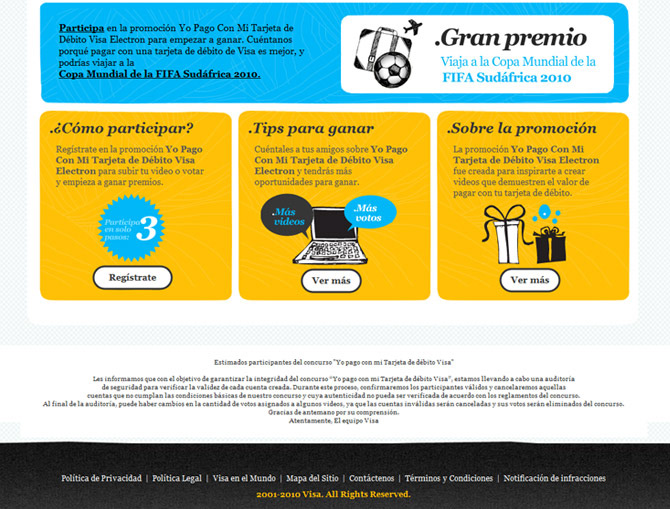 Participa en la promoción Yo Pago Con Mi Tarjeta de
Débito Visa Electron para empezar a ganar. Cuéntanos
porqué pagar con una tarjeta de débito de Visa es mejor, y
podrías viajar a la
Copa Mundial de la FIFA Sudáfrica 2010.
.Gran premio
Viaja a la Copa Mundial de la
FIFA Sudáfrica 2010
.¿Cómo participar?
Regístrate en la promoción Yo Pago
Con Mi Tarjeta de Débito Visa
Electron para subir tu video o votar
y empieza a ganar premios.
Participa
en solo
pasos:
3
Regístrate
.Tips para ganar
Cuéntales a tus amigos sobre Yo Pago
Con Mi Tarjeta de Débito Visa
Electron y tendrás más
oportunidades para ganar.
.Más
videos
.Más
votos
Ver más
.Sobre la promoción
La promoción Yo Pago Con Mi
Tarjeta de Débito Visa Electron
fue creada para inspirarte a crear
videos que demuestren el valor de
pagar con tu tarjeta de débito.
Ver más
Estimados participantes del concurso "Yo pago con mi Tarjeta de débito Visa"
Les informamos que con el objetivo de garantizar la integridad del concurso "Yo pago con mi Tarjeta de débito Visa", estamos llevando a cabo una auditoría
de seguridad para verificar la validez de cada cuenta creada. Durante este proceso, confirmaremos los participantes válidos y cancelaremos aquellas
cuentas que no cumplan las condiciones básicas de nuestro concurso y cuya autenticidad no pueda ser verificada de acuerdo con los reglamentos del concurso.
Al final de la auditoría, puede haber cambios en la cantidad de votos asignados a algunos videos, ya que las cuentas inválidas serán canceladas y sus votos serán eliminados del concurso.
Gracias de antemano por su comprensión.
Atentamente, El equipo Visa
Política de Privacidad | Política Legal | Visa en el Mundo | Mapa del Sitio | Contáctenos | Términos y Condiciones | Notificación de infracciones
2001-2010 Visa. All Rights Reserved.